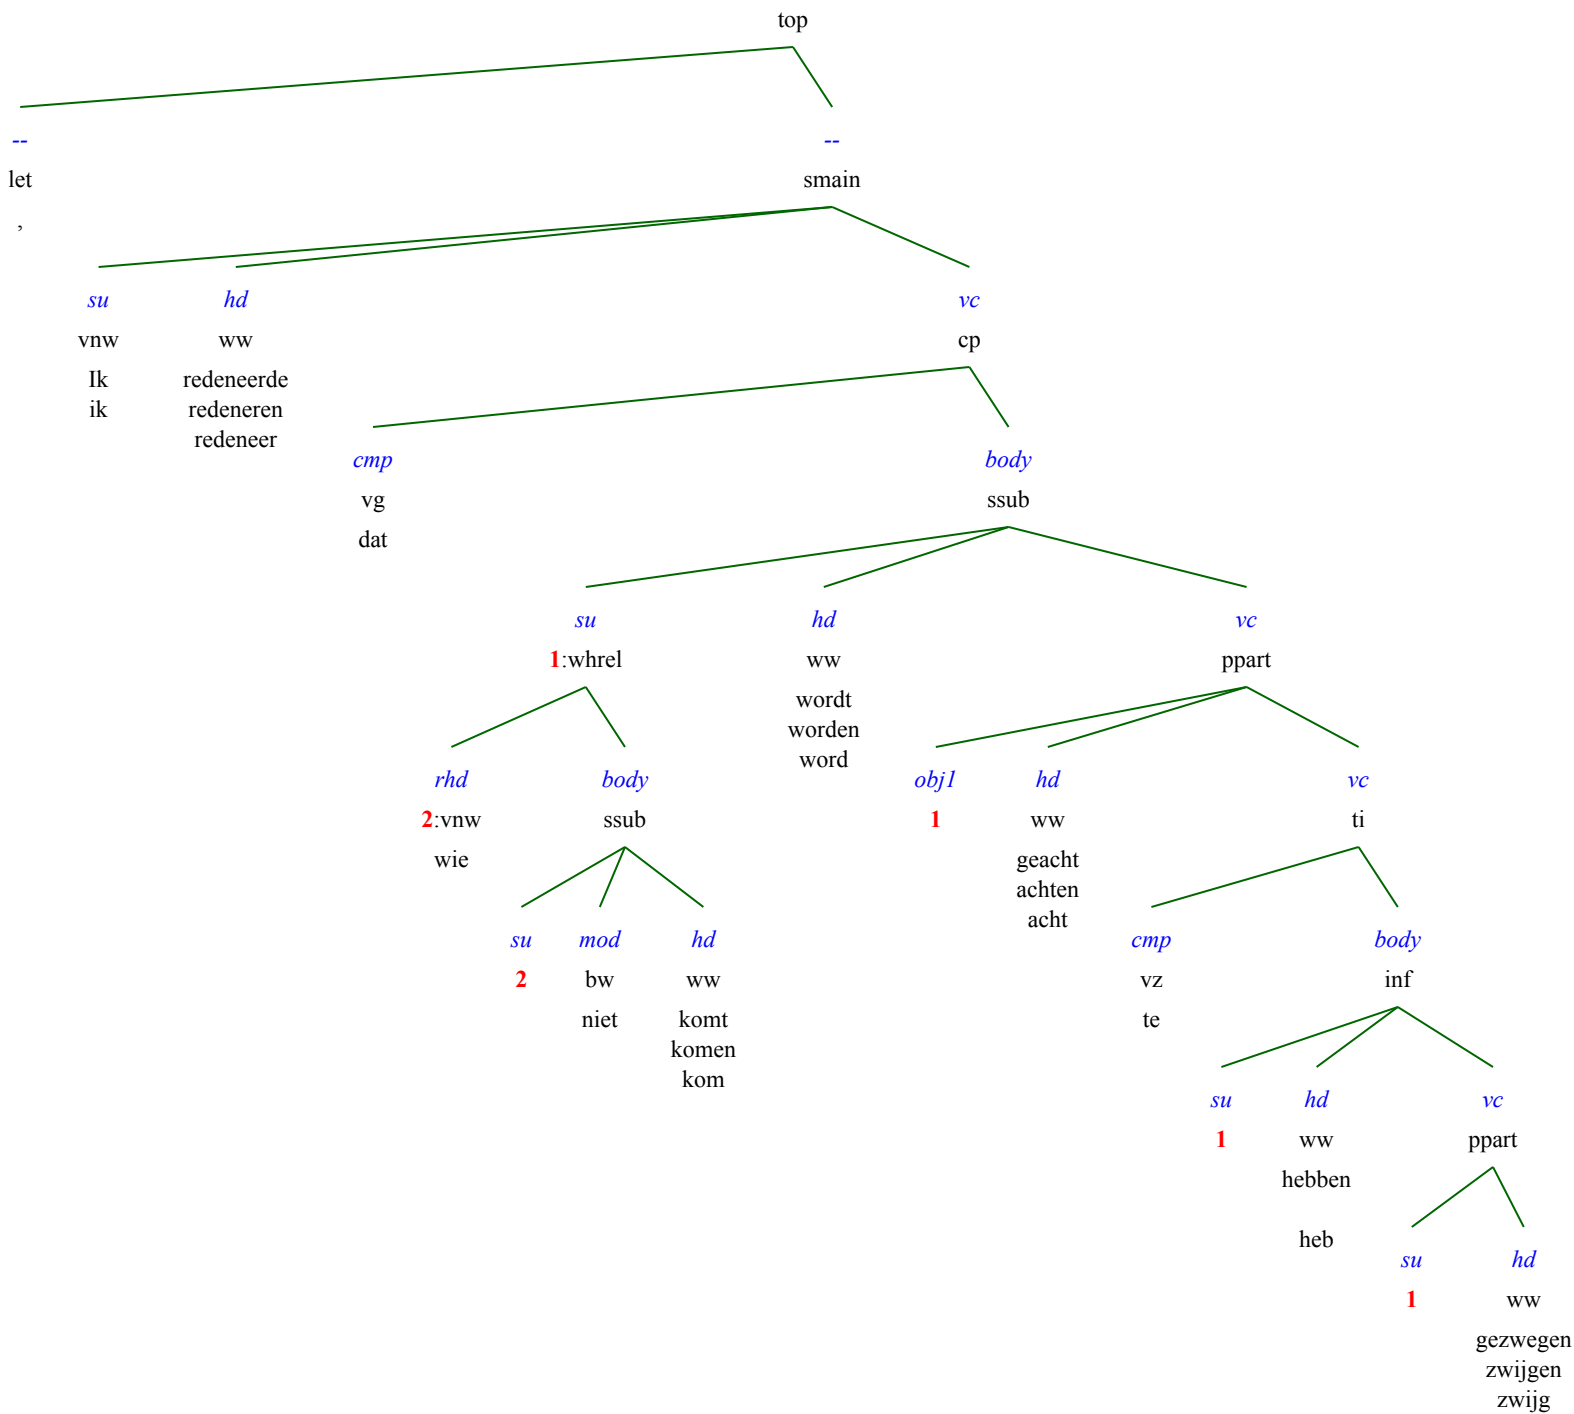 top
-- --
let smain
,
su hd vc
vnw ww cp
Ik redeneerde
ik redeneren
redeneer
cmp body
vg ssub
dat
su hd vc
1:whrel ww ppart
wordt
worden
word
rhd body obj1 hd vc
2:vnw ssub 1 ww ti
wie geacht
achten
acht
su mod hd cmp body
2 bw ww vz inf
niet komt te
komen
kom
su hd vc
1 ww ppart
hebben
heb
su hd
1 ww
gezwegen
zwijgen
zwijg